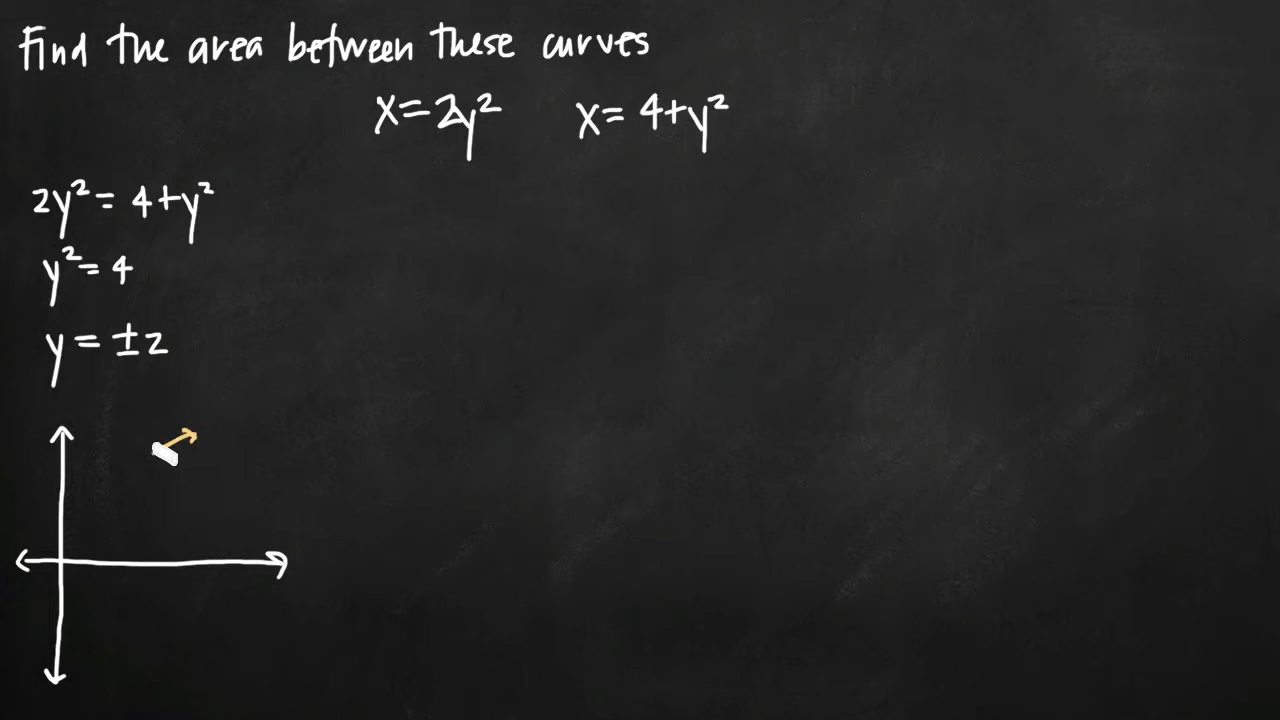 Find the area between these curves
x=2y² x=4+y²
2y²=4+y²
y²=4
y=±2